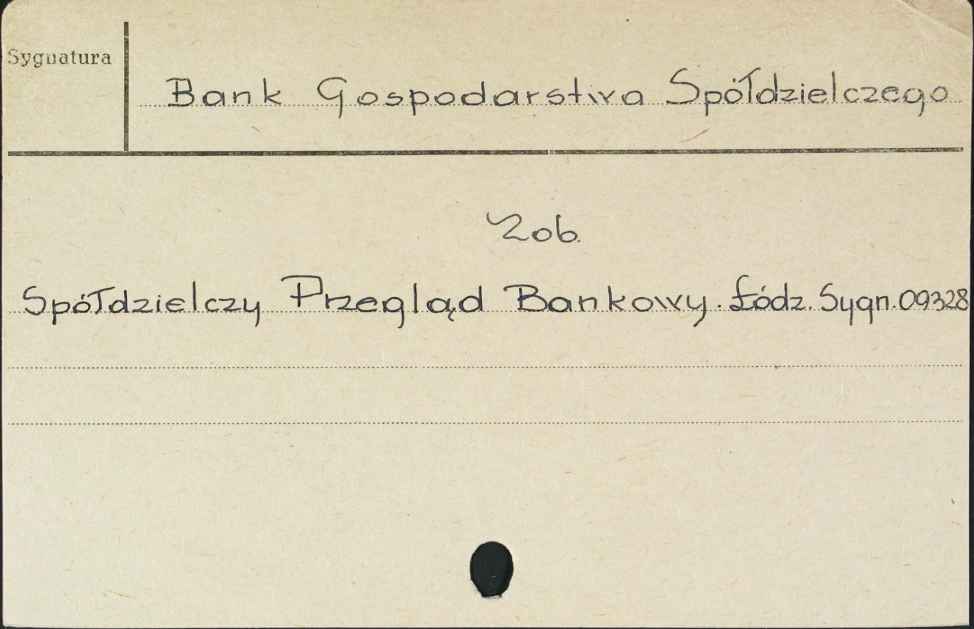 Sygnatura
Bank Gospodarstwa Spółdzielczego
Zob.
Spółdzielczy Przegląd Bankowy. Łódz. Sygn. 09328